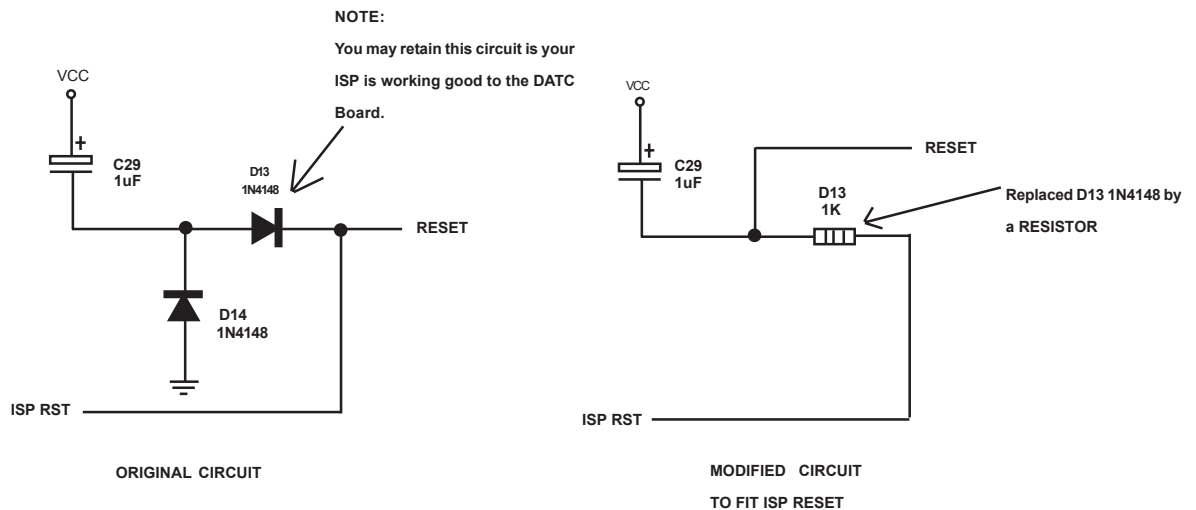 NOTE:
You may retain this circuit is your
ISP is working good to the DATC
Board.
VCC
+
C29
1uF
D13
1N4148
RESET
D14
1N4148
ISP RST
ORIGINAL CIRCUIT
VCC
+
C29
1uF
RESET
D13
1K
Replaced D13 1N4148 by
a RESISTOR
ISP RST
MODIFIED CIRCUIT
TO FIT ISP RESET